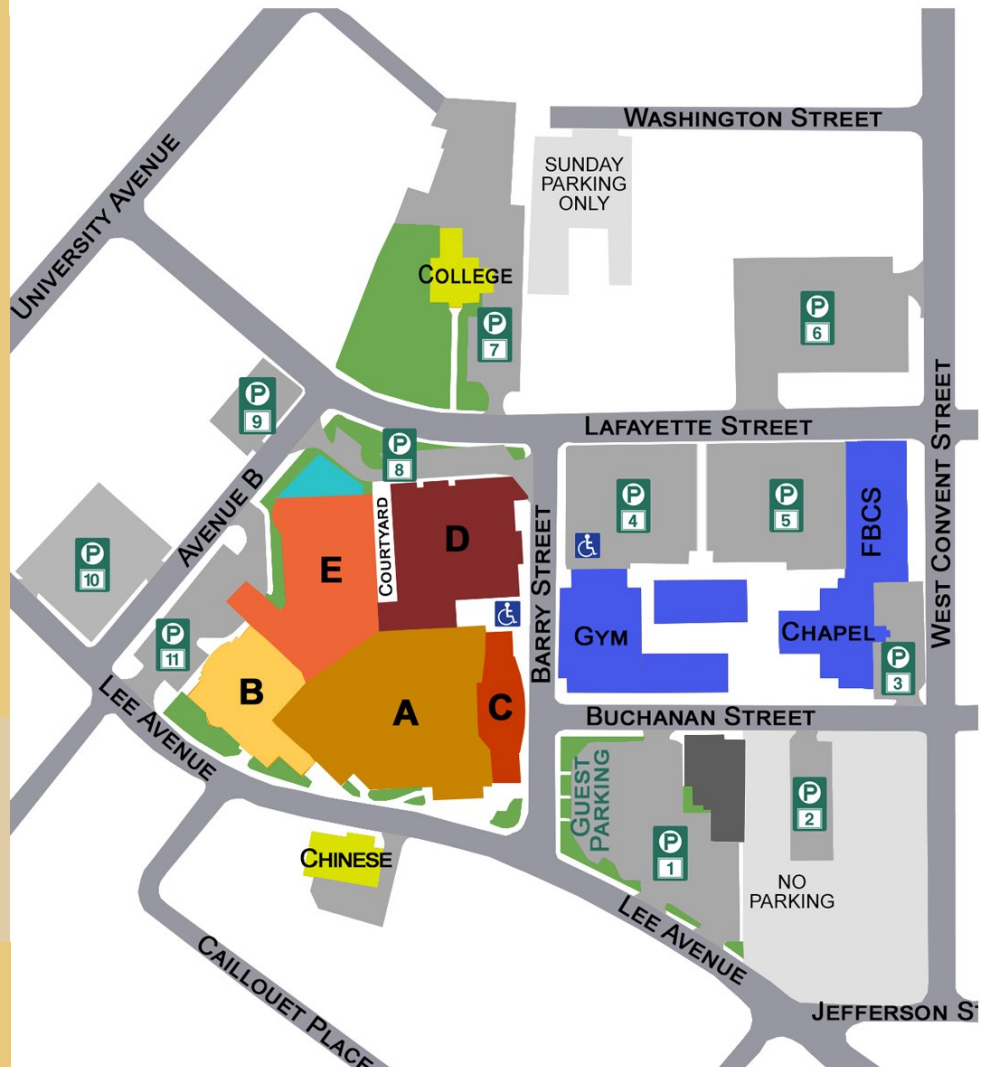 WASHINGTON STREET
SUNDAY
PARKING
ONLY
UNIVERSITY AVENUE
COLLEGE
P
7
P
6
P
9
LAFAYETTE STREET
WEST CONVENT STREET
P
8
AVENUE B
COURTYARD
D
E
P
4
P
5
FBCS
P
10
BARRY STREET
GYM
CHAPEL
P
11
P
3
B
A
C
LEE AVENUE
BUCHANAN STREET
GUEST
PARKING
P
2
P
1
CHINESE
NO
PARKING
LEE AVENUE
CAILLOUET PLACE
JEFFERSON ST